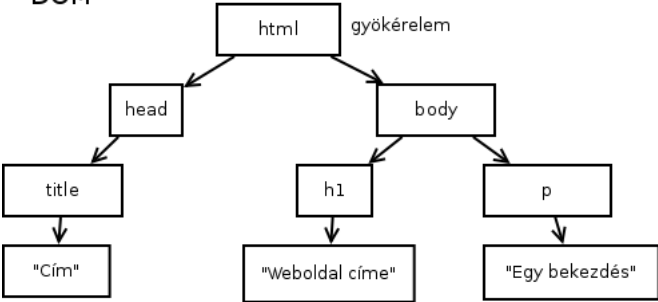 DOM
html
gyökérelem
head
body
title
h1
p
"Cím"
"Weboldal címe"
"Egy bekezdés"